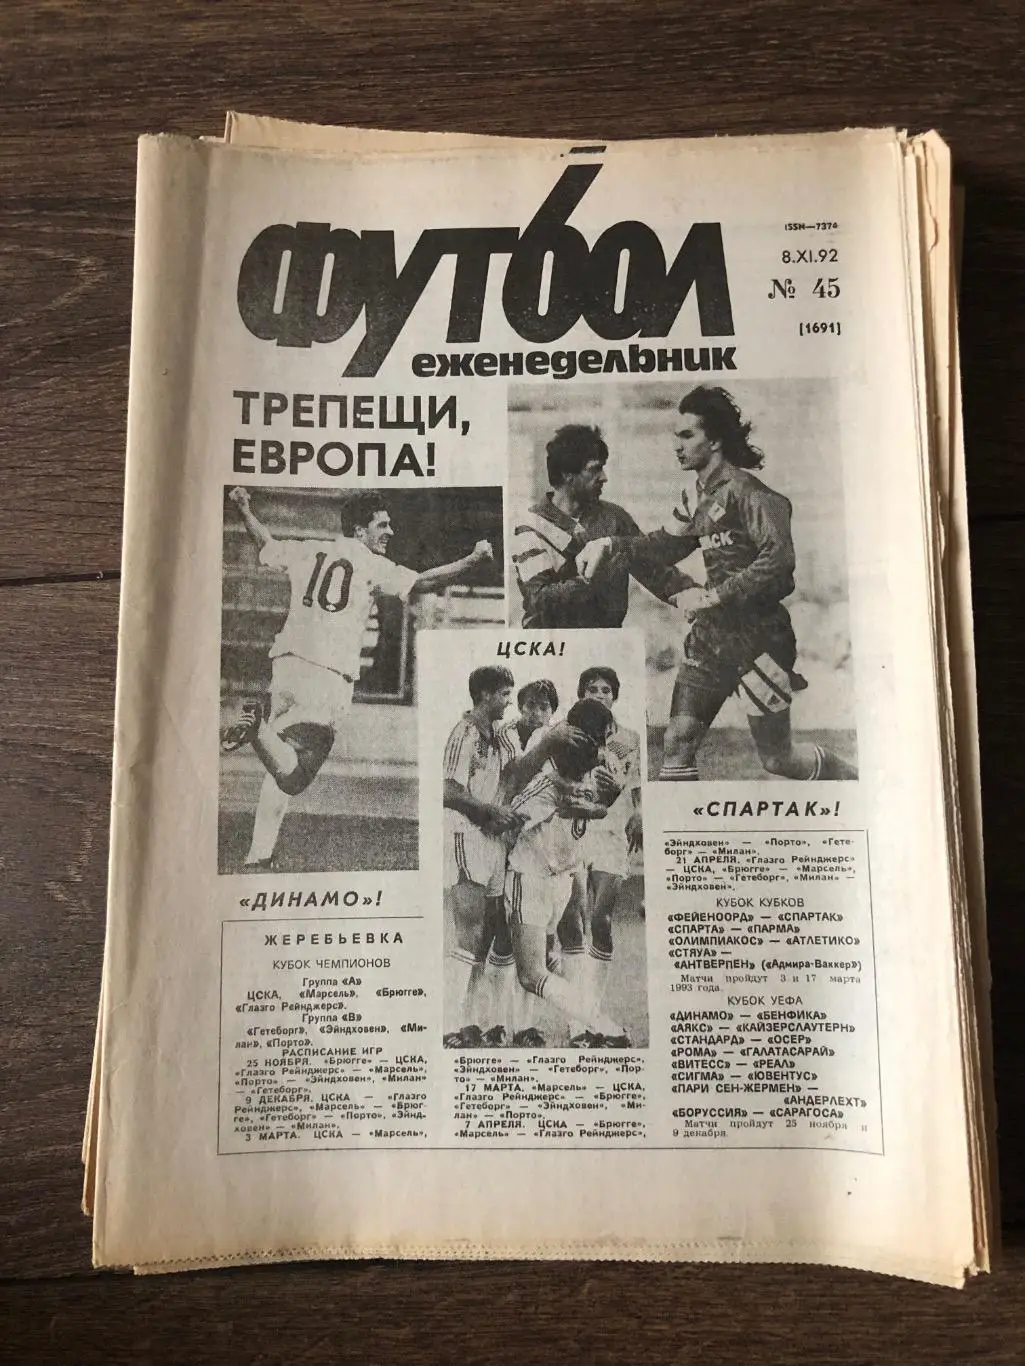 ФУТБОЛ
еженедельник
ISSN—7374
8.XI.92
№ 45
[1691]
ТРЕПЕЩИ,
ЕВРОПА!
10
СК
ЦСКА!
«СПАРТАК»!
«ДИНАМО»!
ЖЕРЕБЬЕВКА
КУБОК ЧЕМПИОНОВ
Группа «А»
ЦСКА, «Марсель», «Брюгге»,
«Глазго Рейнджерс».
Группа «В»
«Гетеборг», «Эйндховен», «Ми-
лан», «Порто».
РАСПИСАНИЕ ИГР
25 НОЯБРЯ. «Брюгге» — ЦСКА,
«Глазго Рейнджерс» — «Марсель»,
«Порто» — «Эйндховен», «Милан»
— «Гетеборг».
9 ДЕКАБРЯ. ЦСКА — «Глазго
Рейнджерс», «Марсель» — «Брюг-
ге», «Гетеборг» — «Порто», «Эйнд-
ховен» — «Милан».
3 МАРТА. ЦСКА — «Марсель»,
«Брюгге» — «Глазго Рейнджерс»,
«Эйндховен» — «Гетеборг», «Пор-
то» — «Милан».
17 МАРТА. «Марсель» — ЦСКА,
«Глазго Рейнджерс» — «Брюгге»,
«Гетеборг» — «Эйндховен», «Ми-
лан» — «Порто».
7 АПРЕЛЯ. ЦСКА — «Брюгге»,
«Марсель» — «Глазго Рейнджерс»,
«Эйндховен» — «Порто», «Гете-
борг» — «Милан».
21 АПРЕЛЯ. «Глазго Рейнджерс»
— ЦСКА, «Брюгге» — «Марсель»,
«Порто» — «Гетеборг», «Милан» —
«Эйндховен».
КУБОК КУБКОВ
«ФЕЙЕНООРД» — «СПАРТАК»
«СПАРТА» — «ПАРМА»
«ОЛИМПИАКОС» — «АТЛЕТИКО»
«СТЯУА» —
«АНТВЕРПЕН» («Адмира-Ваккер»)
Матчи пройдут 3 и 17 марта
1993 года.
КУБОК УЕФА
«ДИНАМО» — «БЕНФИКА»
«АЯКС» — «КАЙЗЕРСЛАУТЕРН»
«СТАНДАРД» — «ОСЕР»
«РОМА» — «ГАЛАТАСАРАЙ»
«ВИТЕСС» — «РЕАЛ»
«СИГМА» — «ЮВЕНТУС»
«ПАРИ СЕН-ЖЕРМЕН» —
«АНДЕРЛЕХТ»
«БОРУССИЯ» — «САРАГОСА»
Матчи пройдут 25 ноября и
9 декабря.